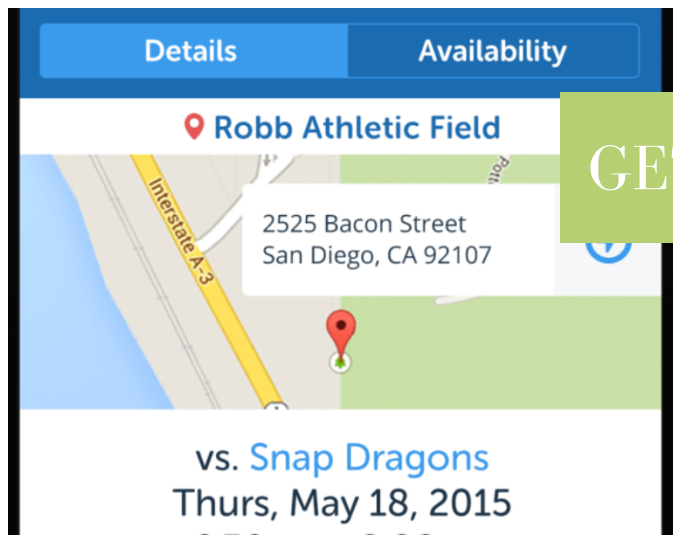 Details
Availability
Robb Athletic Field
Interstate A-3
2525 Bacon Street
San Diego, CA 92107
vs. Snap Dragons
Thurs, May 18, 2015